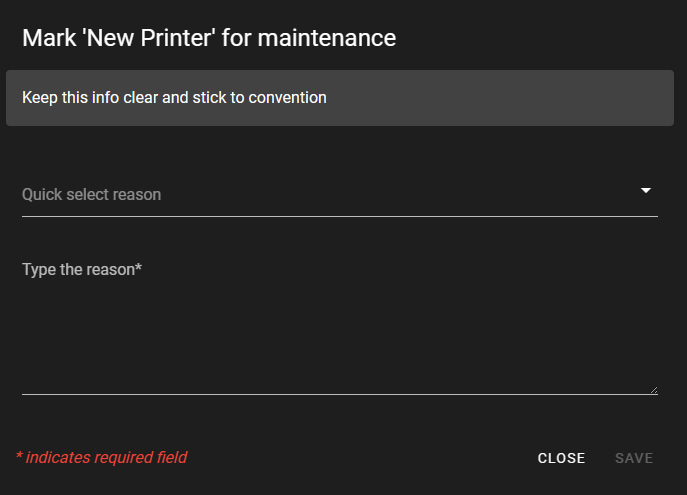 Mark 'New Printer' for maintenance
Keep this info clear and stick to convention
Quick select reason
Type the reason*
* indicates required field
CLOSE SAVE